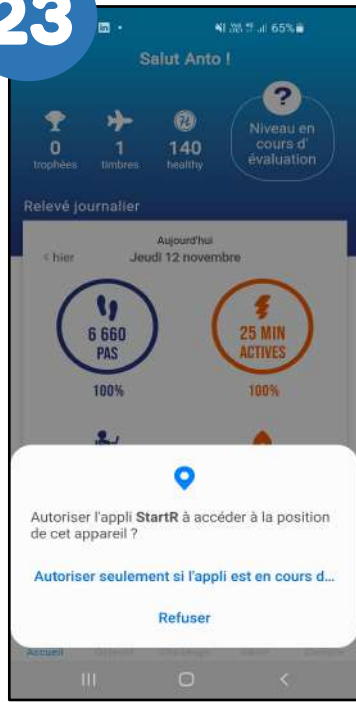 23
65%
Salut Anto !
?
0
trophées
1
timbres
140
healthy
Niveau en
cours d'
évaluation
Relevé journalier
Aujourd'hui
< hier
Jeudi 12 novembre
6 660
PAS
100%
25 MIN
ACTIVES
100%
Autoriser l'appli StartR à accéder à la position
de cet appareil ?
Autoriser seulement si l'appli est en cours d...
Refuser
Accueil